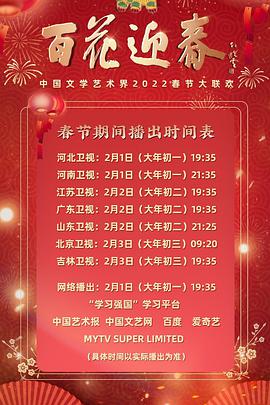 百花迎春
中国文学艺术界2022春节大联欢
春节期间播出时间表
河北卫视：2月1日（大年初一）19:35
河南卫视：2月1日（大年初一）21:35
江苏卫视：2月2日（大年初二）19:35
广东卫视：2月2日（大年初二）19:35
山东卫视：2月2日（大年初二）21:25
北京卫视：2月3日（大年初三）09:20
吉林卫视：2月3日（大年初三）19:35
网络播出：2月1日（大年初一）19:35
“学习强国”学习平台
中国艺术报 中国文艺网 百度 爱奇艺
MYTV SUPER LIMITED
（具体时间以实际播出为准）